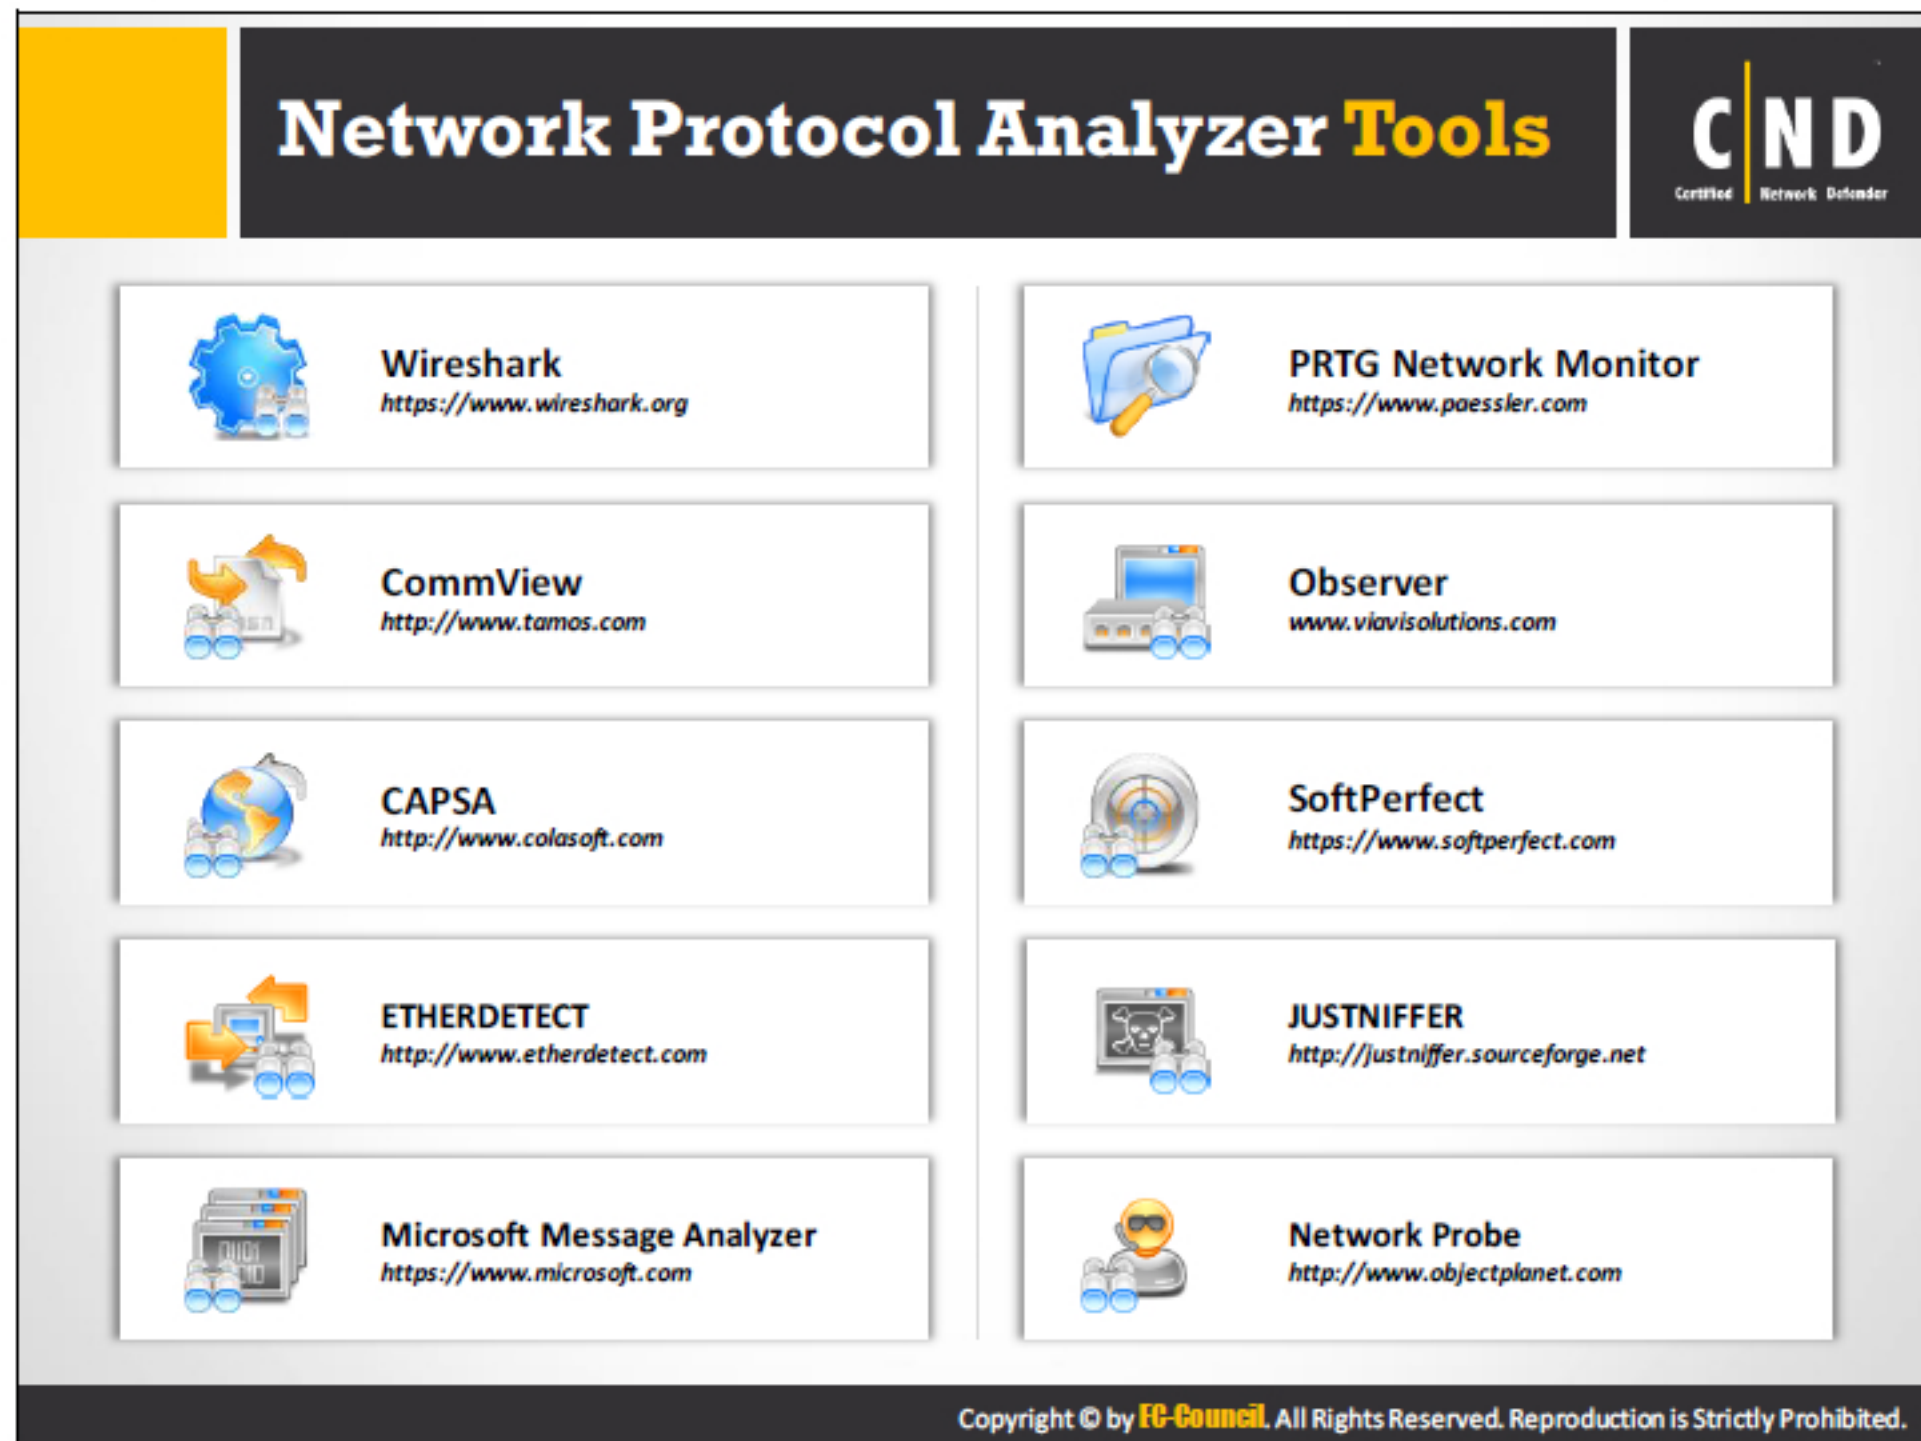 Network Protocol Analyzer Tools
C ND
Certified Network Defender
Wireshark
https://www.wireshark.org
CommView
http://www.tamos.com
CAPSA
http://www.colasoft.com
ETHERDETECT
http://www.etherdetect.com
Microsoft Message Analyzer
https://www.microsoft.com
PRTG Network Monitor
https://www.paessler.com
Observer
www.viavisolutions.com
SoftPerfect
https://www.softperfect.com
JUSTNIFFER
http://justniffer.sourceforge.net
Network Probe
http://www.objectplanet.com
Copyright © by EC-Council. All Rights Reserved. Reproduction is Strictly Prohibited.